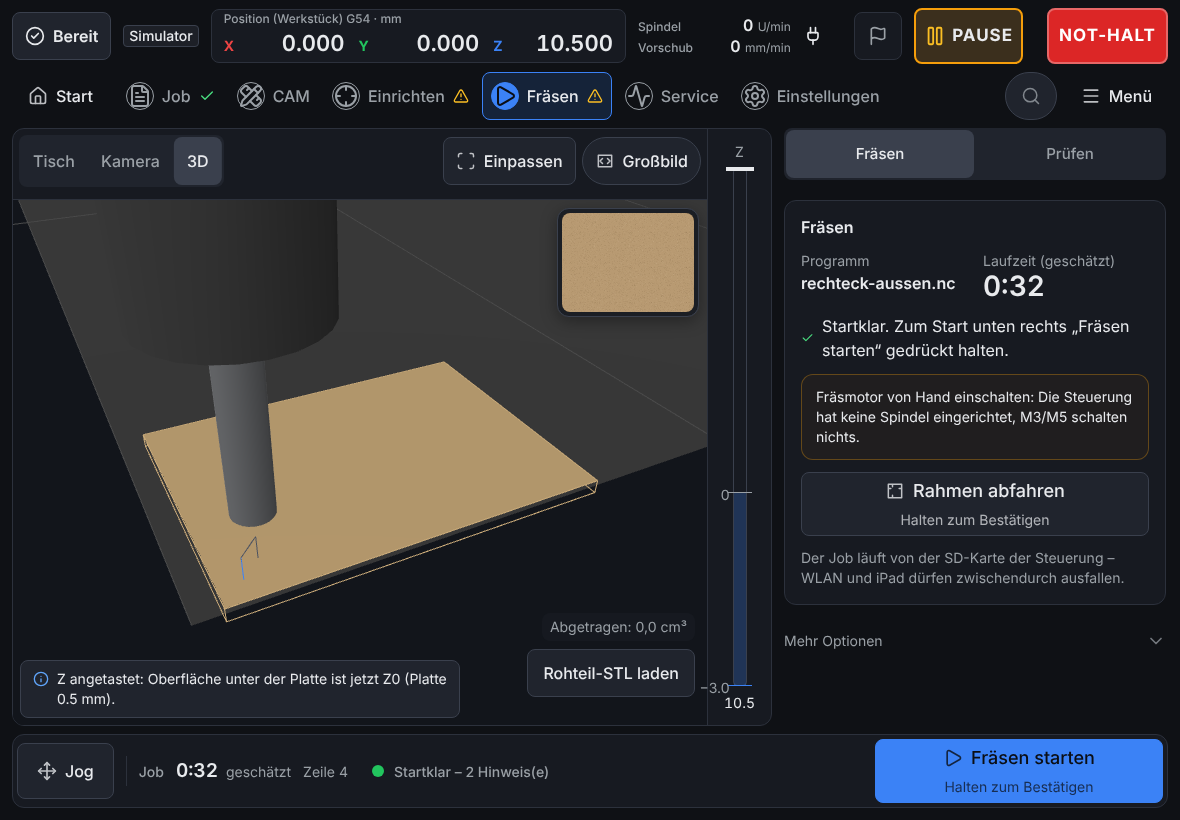 Bereit
Simulator
Position (Werkstück) G54 · mm
X 0.000 Y 0.000 Z 10.500
Spindel 0 U/min
Vorschub 0 mm/min
PAUSE
NOT-HALT
Start
Job
CAM
Einrichten
Fräsen
Service
Einstellungen
Menü
Tisch
Kamera
3D
Einpassen
Großbild
Z
0
−3.0
10.5
Abgetragen: 0,0 cm³
Rohteil-STL laden
Z angetastet: Oberfläche unter der Platte ist jetzt Z0 (Platte
0.5 mm).
Fräsen
Prüfen
Fräsen
Programm
rechteck-aussen.nc
Laufzeit (geschätzt)
0:32
Startklar. Zum Start unten rechts „Fräsen
starten“ gedrückt halten.
Fräsmotor von Hand einschalten: Die Steuerung
hat keine Spindel eingerichtet, M3/M5 schalten
nichts.
Rahmen abfahren
Halten zum Bestätigen
Der Job läuft von der SD-Karte der Steuerung –
WLAN und iPad dürfen zwischendurch ausfallen.
Mehr Optionen
Jog
Job 0:32 geschätzt Zeile 4
Startklar – 2 Hinweis(e)
Fräsen starten
Halten zum Bestätigen